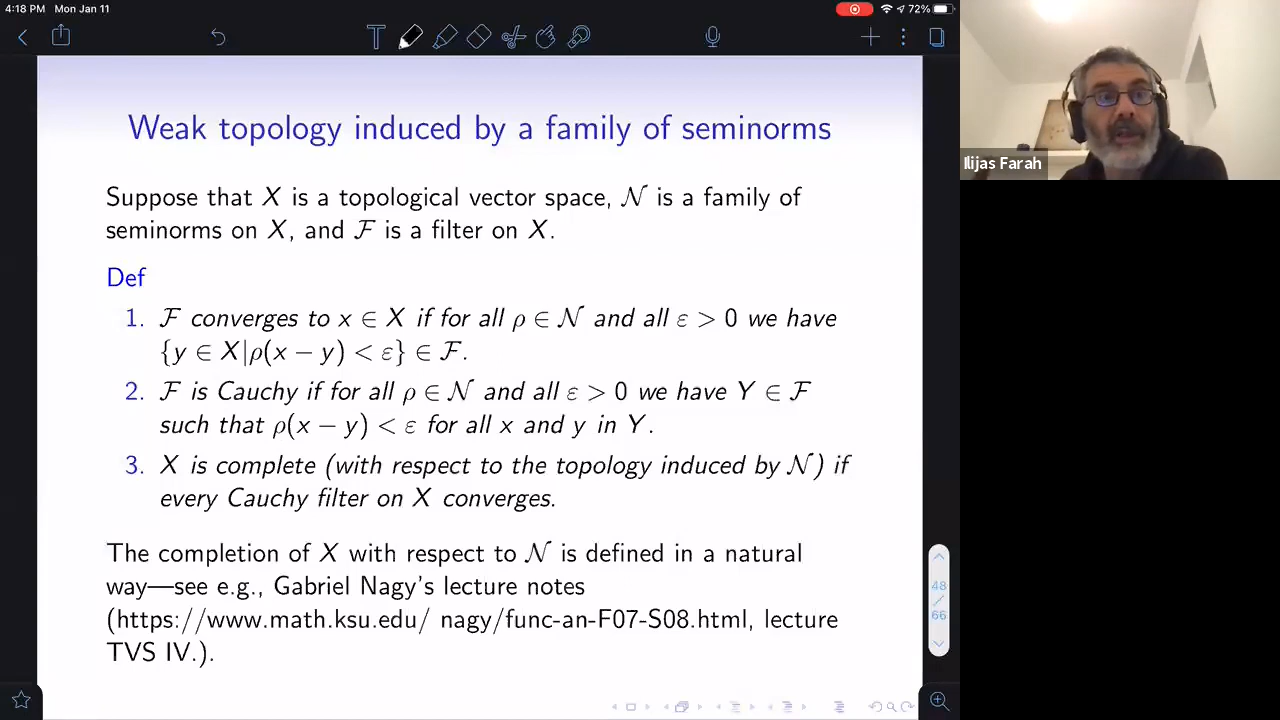 4:18 PM Mon Jan 11
72%
Weak topology induced by a family of seminorms
Suppose that X is a topological vector space, 𝒩 is a family of
seminorms on X, and ℱ is a filter on X.
Def
1. ℱ converges to x ∈ X if for all ρ ∈ 𝒩 and all ε > 0 we have
{y ∈ X|ρ(x − y) < ε} ∈ ℱ.
2. ℱ is Cauchy if for all ρ ∈ 𝒩 and all ε > 0 we have Y ∈ ℱ
such that ρ(x − y) < ε for all x and y in Y.
3. X is complete (with respect to the topology induced by 𝒩) if
every Cauchy filter on X converges.
The completion of X with respect to 𝒩 is defined in a natural
way—see e.g., Gabriel Nagy's lecture notes
(https://www.math.ksu.edu/ nagy/func-an-F07-S08.html, lecture
TVS IV.).
48
/
66
Ilijas Farah